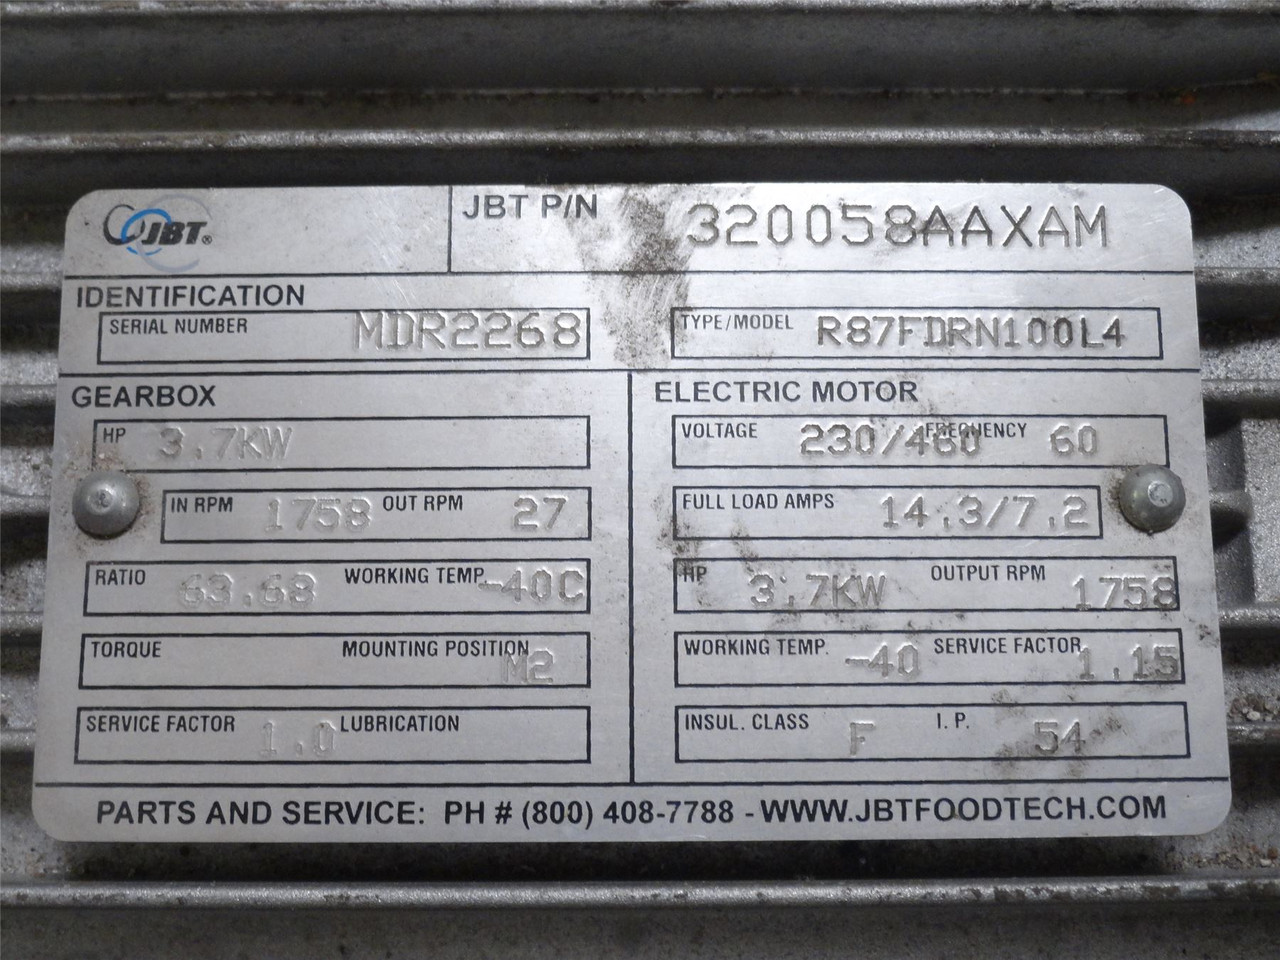 JBT® JBT P/N 320058AAXAM
IDENTIFICATION
SERIAL NUMBER MDR2268 TYPE/MODEL R87FDRN100L4
GEARBOX ELECTRIC MOTOR
HP 3.7KW VOLTAGE 230/460 FREQUENCY 60
IN RPM 1758 OUT RPM 27 FULL LOAD AMPS 14.3/7.2
RATIO 63.68 WORKING TEMP. -40C HP 3.7KW OUTPUT RPM 1758
TORQUE MOUNTING POSITION M2 WORKING TEMP. -40 SERVICE FACTOR 1.15
SERVICE FACTOR 1.0 LUBRICATION INSUL. CLASS F I.P. 54
PARTS AND SERVICE: PH # (800) 408-7788 - WWW.JBTFOODTECH.COM